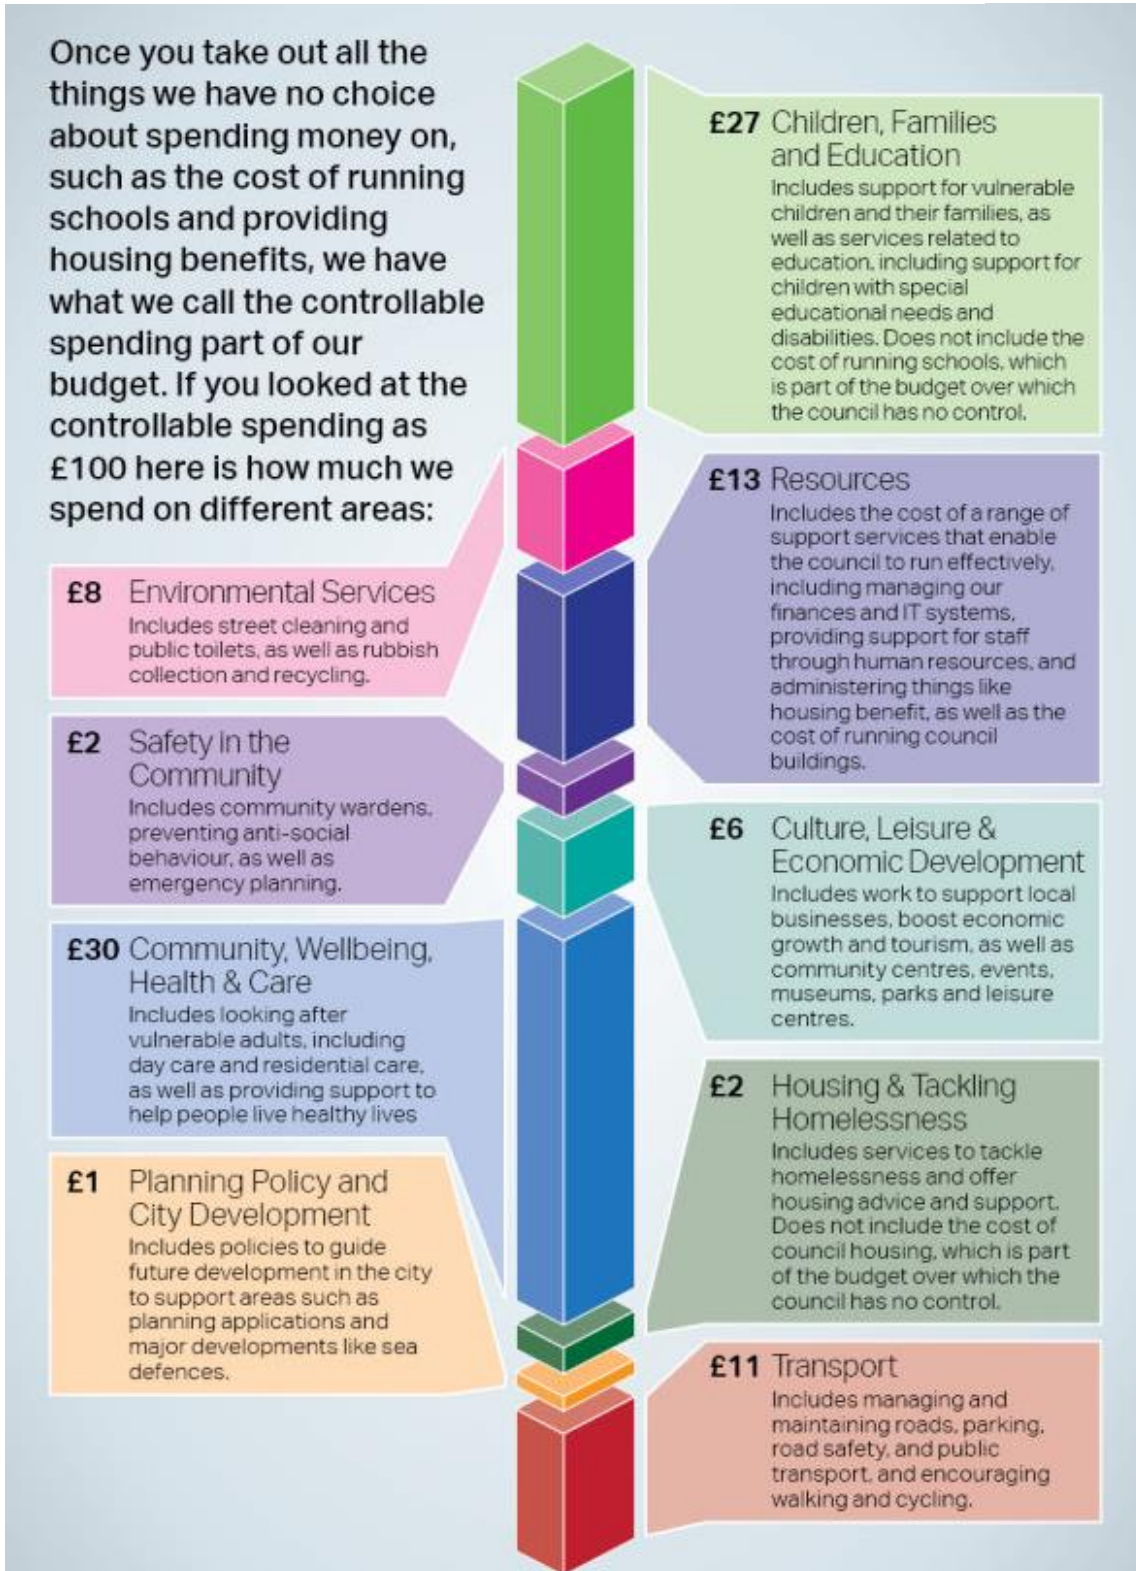 Once you take out all the
things we have no choice
about spending money on,
such as the cost of running
schools and providing
housing benefits, we have
what we call the controllable
spending part of our
budget. If you looked at the
controllable spending as
£100 here is how much we
spend on different areas:
£27 Children, Families
and Education
Includes support for vulnerable
children and their families, as
well as services related to
education, including support for
children with special
educational needs and
disabilities. Does not include the
cost of running schools, which
is part of the budget over which
the council has no control.
£8 Environmental Services
Includes street cleaning and
public toilets, as well as rubbish
collection and recycling.
£13 Resources
Includes the cost of a range of
support services that enable
the council to run effectively,
including managing our
finances and IT systems,
providing support for staff
through human resources, and
administering things like
housing benefit, as well as the
cost of running council
buildings.
£2 Safety in the
Community
Includes community wardens,
preventing anti-social
behaviour, as well as
emergency planning.
£6 Culture, Leisure &
Economic Development
Includes work to support local
businesses, boost economic
growth and tourism, as well as
community centres, events,
museums, parks and leisure
centres.
£30 Community, Wellbeing,
Health & Care
Includes looking after
vulnerable adults, including
day care and residential care,
as well as providing support to
help people live healthy lives
£2 Housing & Tackling
Homelessness
Includes services to tackle
homelessness and offer
housing advice and support.
Does not include the cost of
council housing, which is part
of the budget over which the
council has no control.
£1 Planning Policy and
City Development
Includes policies to guide
future development in the city
to support areas such as
planning applications and
major developments like sea
defences.
£11 Transport
Includes managing and
maintaining roads, parking,
road safety, and public
transport, and encouraging
walking and cycling.